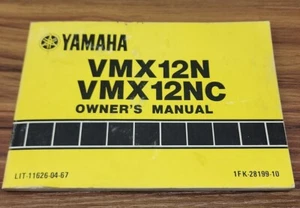 YAMAHA
VMX12N
VMX12NC
OWNER'S MANUAL
LIT-11626-04-67 1FK-28199-10